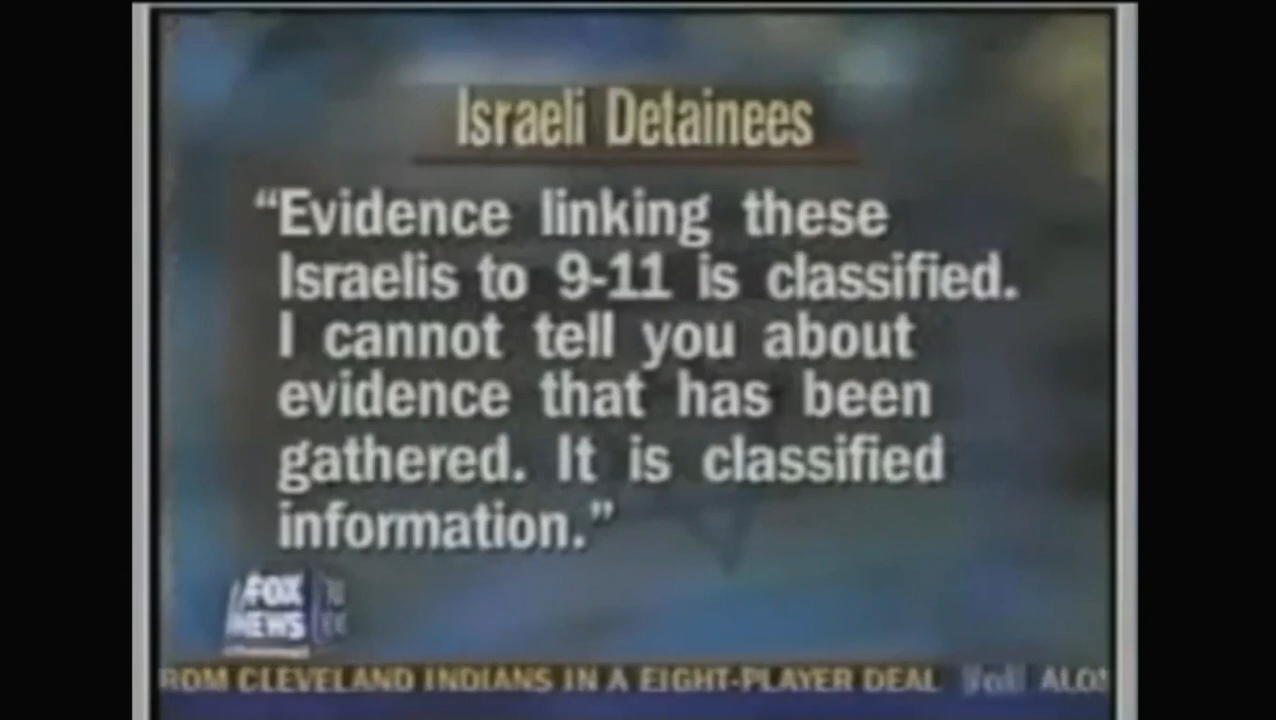 Israeli Detainees
“Evidence linking these
Israelis to 9-11 is classified.
I cannot tell you about
evidence that has been
gathered. It is classified
information.”
FOX
NEWS
ROM CLEVELAND INDIANS IN A EIGHT-PLAYER DEAL